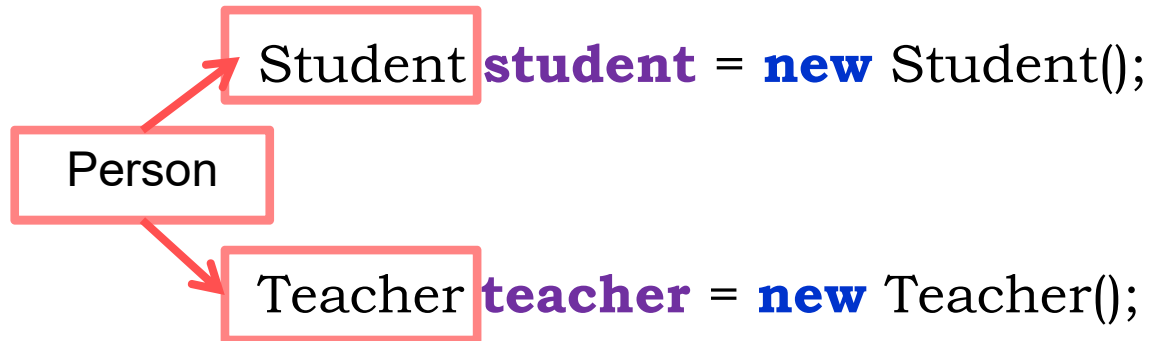 Student student = new Student();
Person
Teacher teacher = new Teacher();